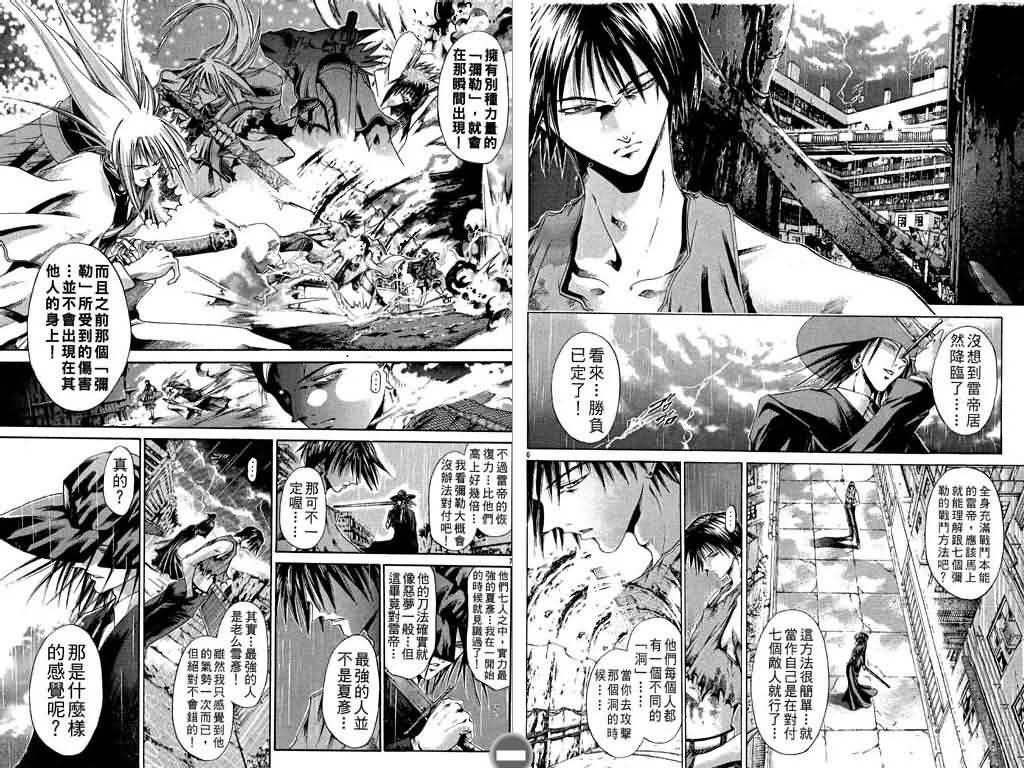 沒想到雷帝居
然降臨了……
看來…勝負
已定了！
全身充滿戰鬥本能
的雷帝，應該馬上
就能理解跟七個彌
勒的戰鬥方法吧？
這方法很簡單…就
當作自己是在對付
七個敵人就行了…
…
他們每個人都
有一個不同的
「洞」……
當你去攻擊
那個洞的時
候……
6
擁有別種力量的
「彌勒」，就會
在那瞬間出現！
而且之前那個「彌
勒」所受到的傷害
…並不會出現在其
他人的身上！
…
不過雷帝的恢
復力…比他們
高上好幾倍…
我看彌勒大概會
沒辦法對付吧！
那可不一
定喔……
…
真的？
7
他們七人之中，實力最
強的夏彥…我在一開始
的時候就見識過了！
他的刀法確實就
像惡夢一般…但
這畢竟對雷帝…
最強的人並
不是夏彥…
其實…最強的人
是老么雪彥！
雖然我只感覺到他
的氣勢一次而已，
但絕對不會錯的！
那是什麼樣
的感覺呢？